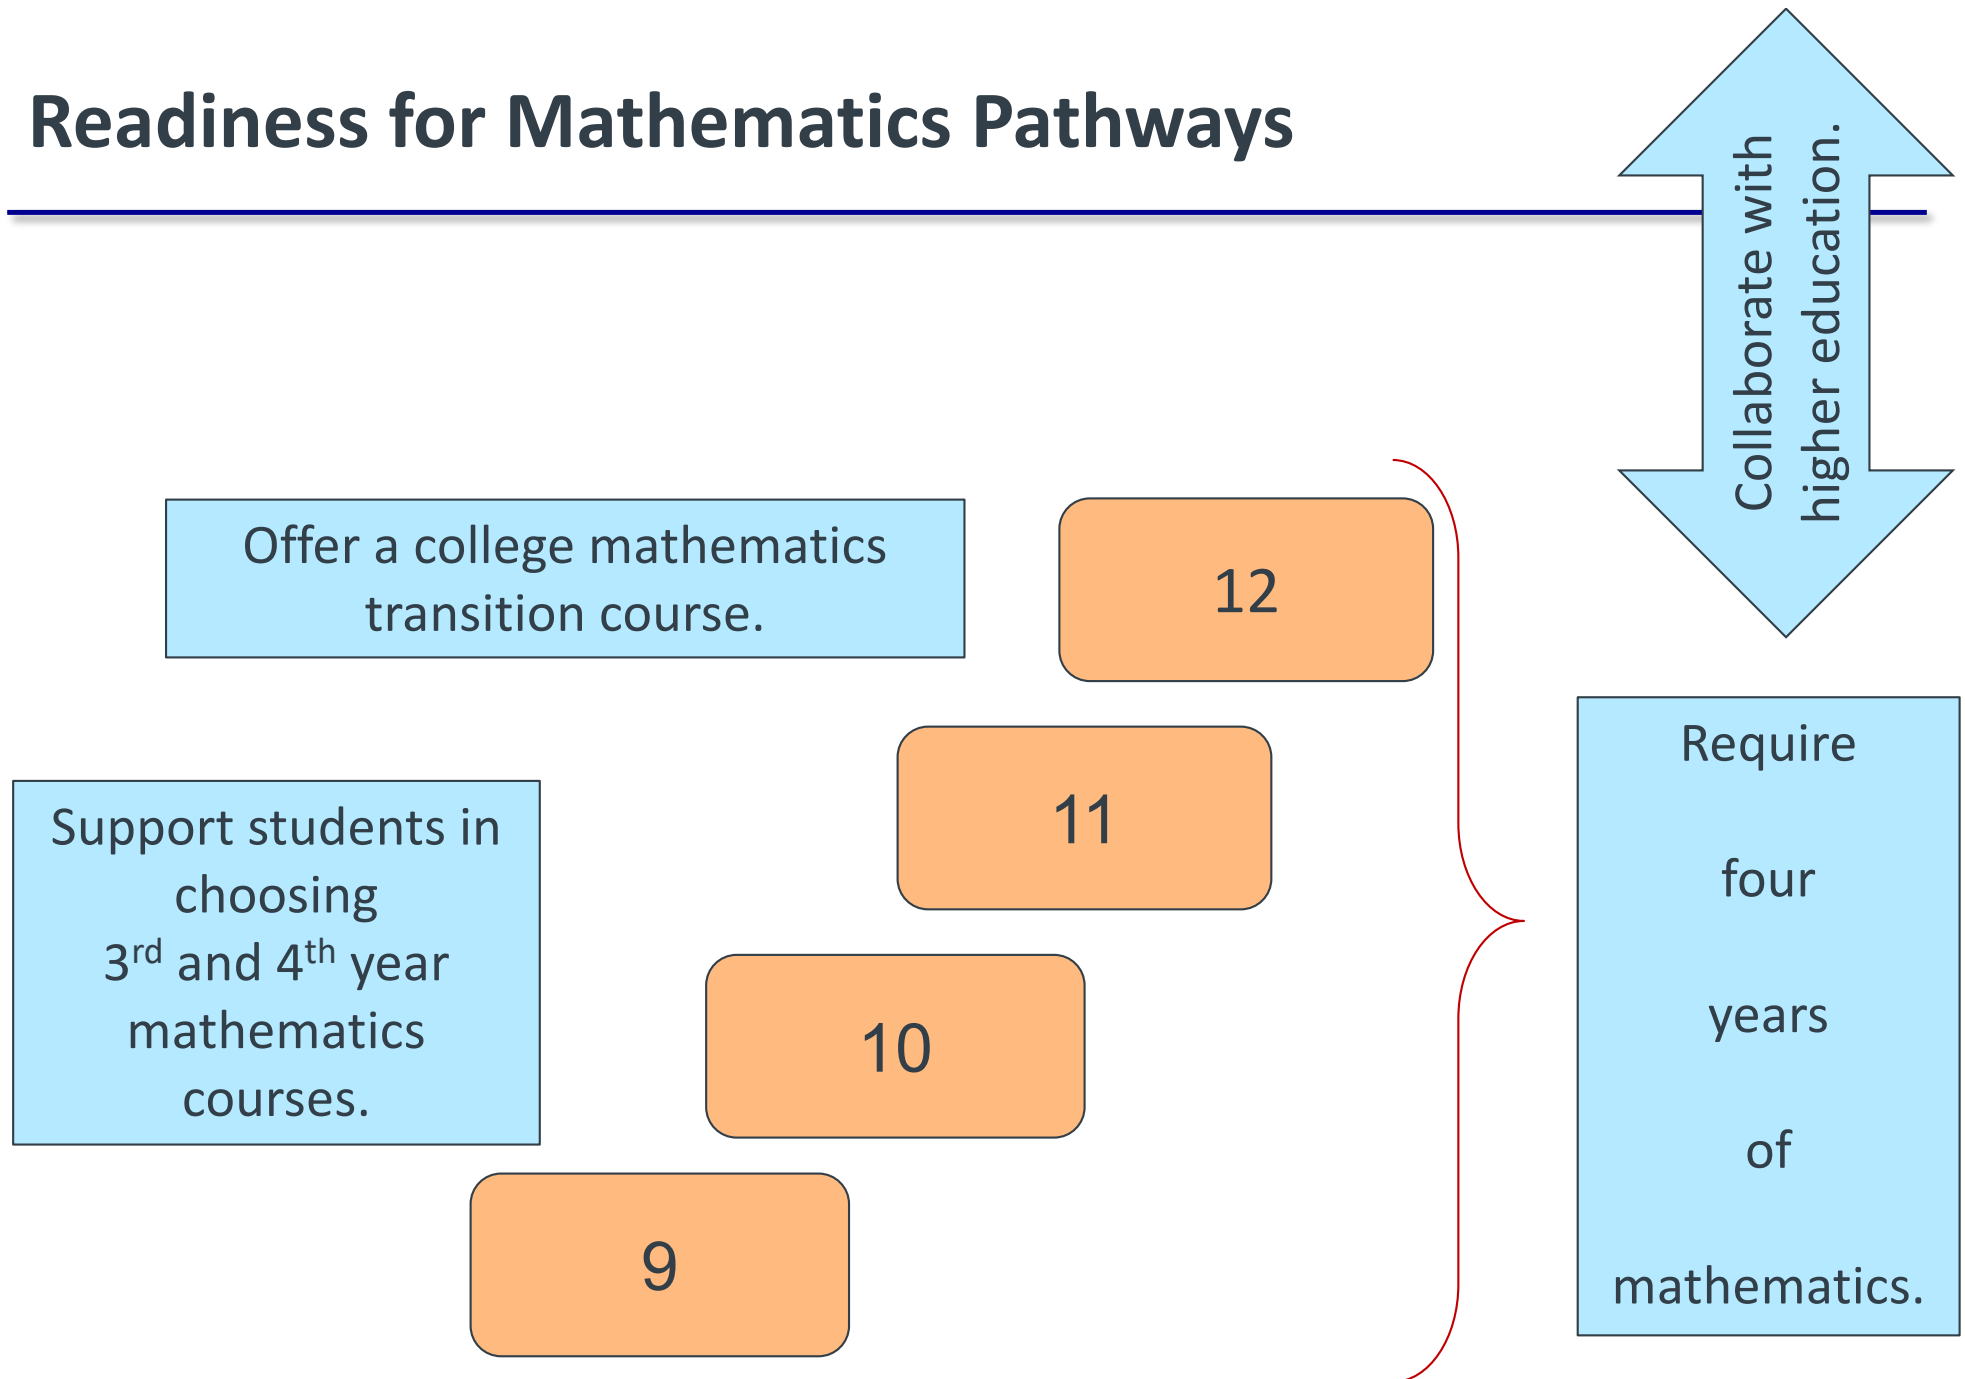 Readiness for Mathematics Pathways
Collaborate with
higher education.
Offer a college mathematics
transition course.
12
11
Support students in
choosing
3rd and 4th year
mathematics
courses.
10
9
Require
four
years
of
mathematics.